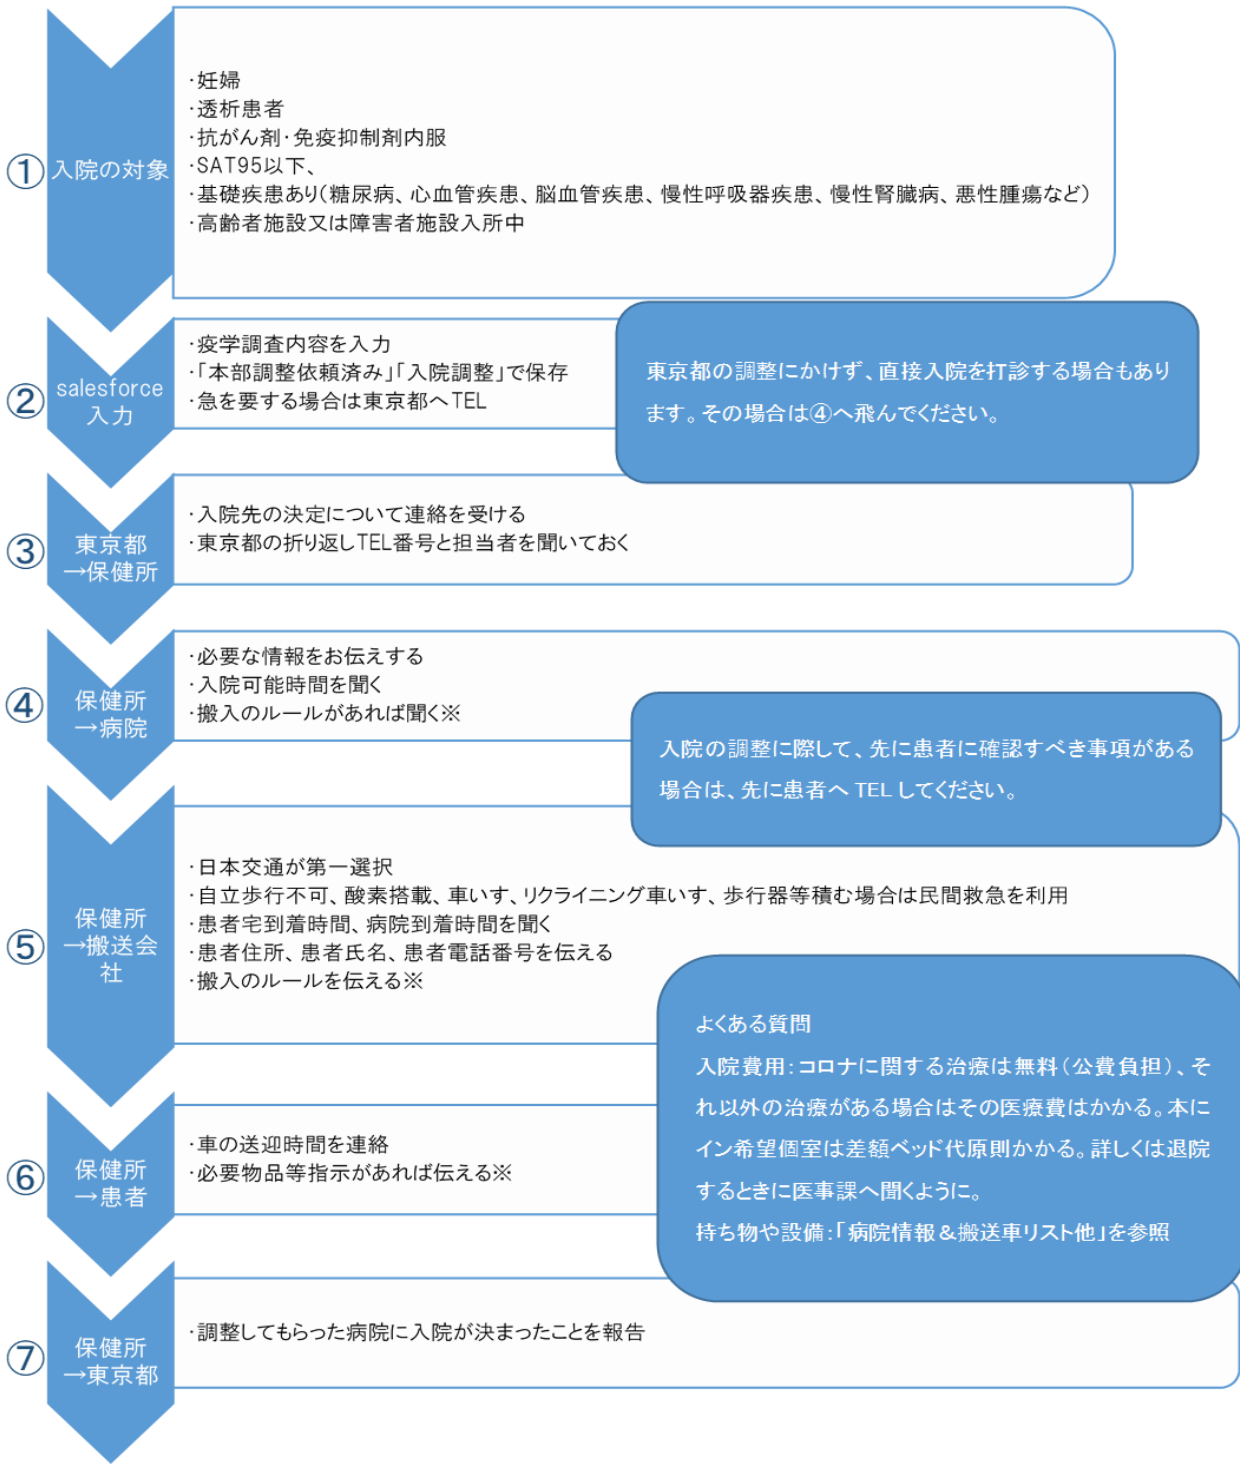 ①
入院の対象
・妊婦
・透析患者
・抗がん剤・免疫抑制剤内服
・SAT95以下、
・基礎疾患あり(糖尿病、心血管疾患、脳血管疾患、慢性呼吸器疾患、慢性腎臓病、悪性腫瘍など)
・高齢者施設又は障害者施設入所中
②
salesforce
入力
・疫学調査内容を入力
・「本部調整依頼済み」「入院調整」で保存
・急を要する場合は東京都へTEL
東京都の調整にかけず、直接入院を打診する場合もあり
ます。その場合は④へ飛んでください。
③
東京都
→保健所
・入院先の決定について連絡を受ける
・東京都の折り返しTEL番号と担当者を聞いておく
④
保健所
→病院
・必要な情報をお伝えする
・入院可能時間を聞く
・搬入のルールがあれば聞く※
入院の調整に際して、先に患者に確認すべき事項がある
場合は、先に患者へ TEL してください。
⑤
保健所
→搬送会
社
・日本交通が第一選択
・自立歩行不可、酸素搭載、車いす、リクライニング車いす、歩行器等積む場合は民間救急を利用
・患者宅到着時間、病院到着時間を聞く
・患者住所、患者氏名、患者電話番号を伝える
・搬入のルールを伝える※
よくある質問
入院費用:コロナに関する治療は無料(公費負担)、そ
れ以外の治療がある場合はその医療費はかかる。本に
イン希望個室は差額ベッド代原則かかる。詳しくは退院
するときに医事課へ聞くように。
持ち物や設備:「病院情報＆搬送車リスト他」を参照
⑥
保健所
→患者
・車の送迎時間を連絡
・必要物品等指示があれば伝える※
⑦
保健所
→東京都
・調整してもらった病院に入院が決まったことを報告